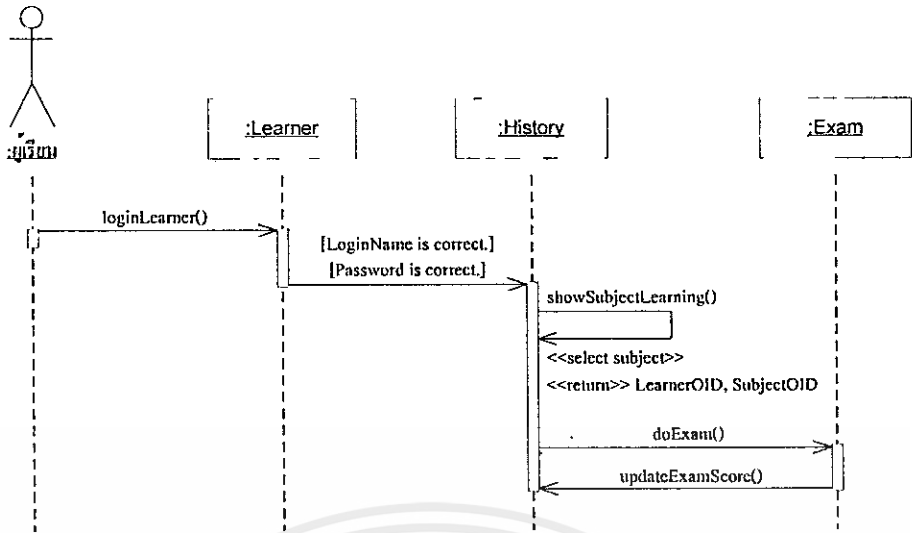 :ผู้เรียน
:Learner
:History
:Exam
loginLearner()
[LoginName is correct.]
[Password is correct.]
showSubjectLearning()
<<select subject>>
<<return>> LearnerOID, SubjectOID
doExam()
updateExamScore()